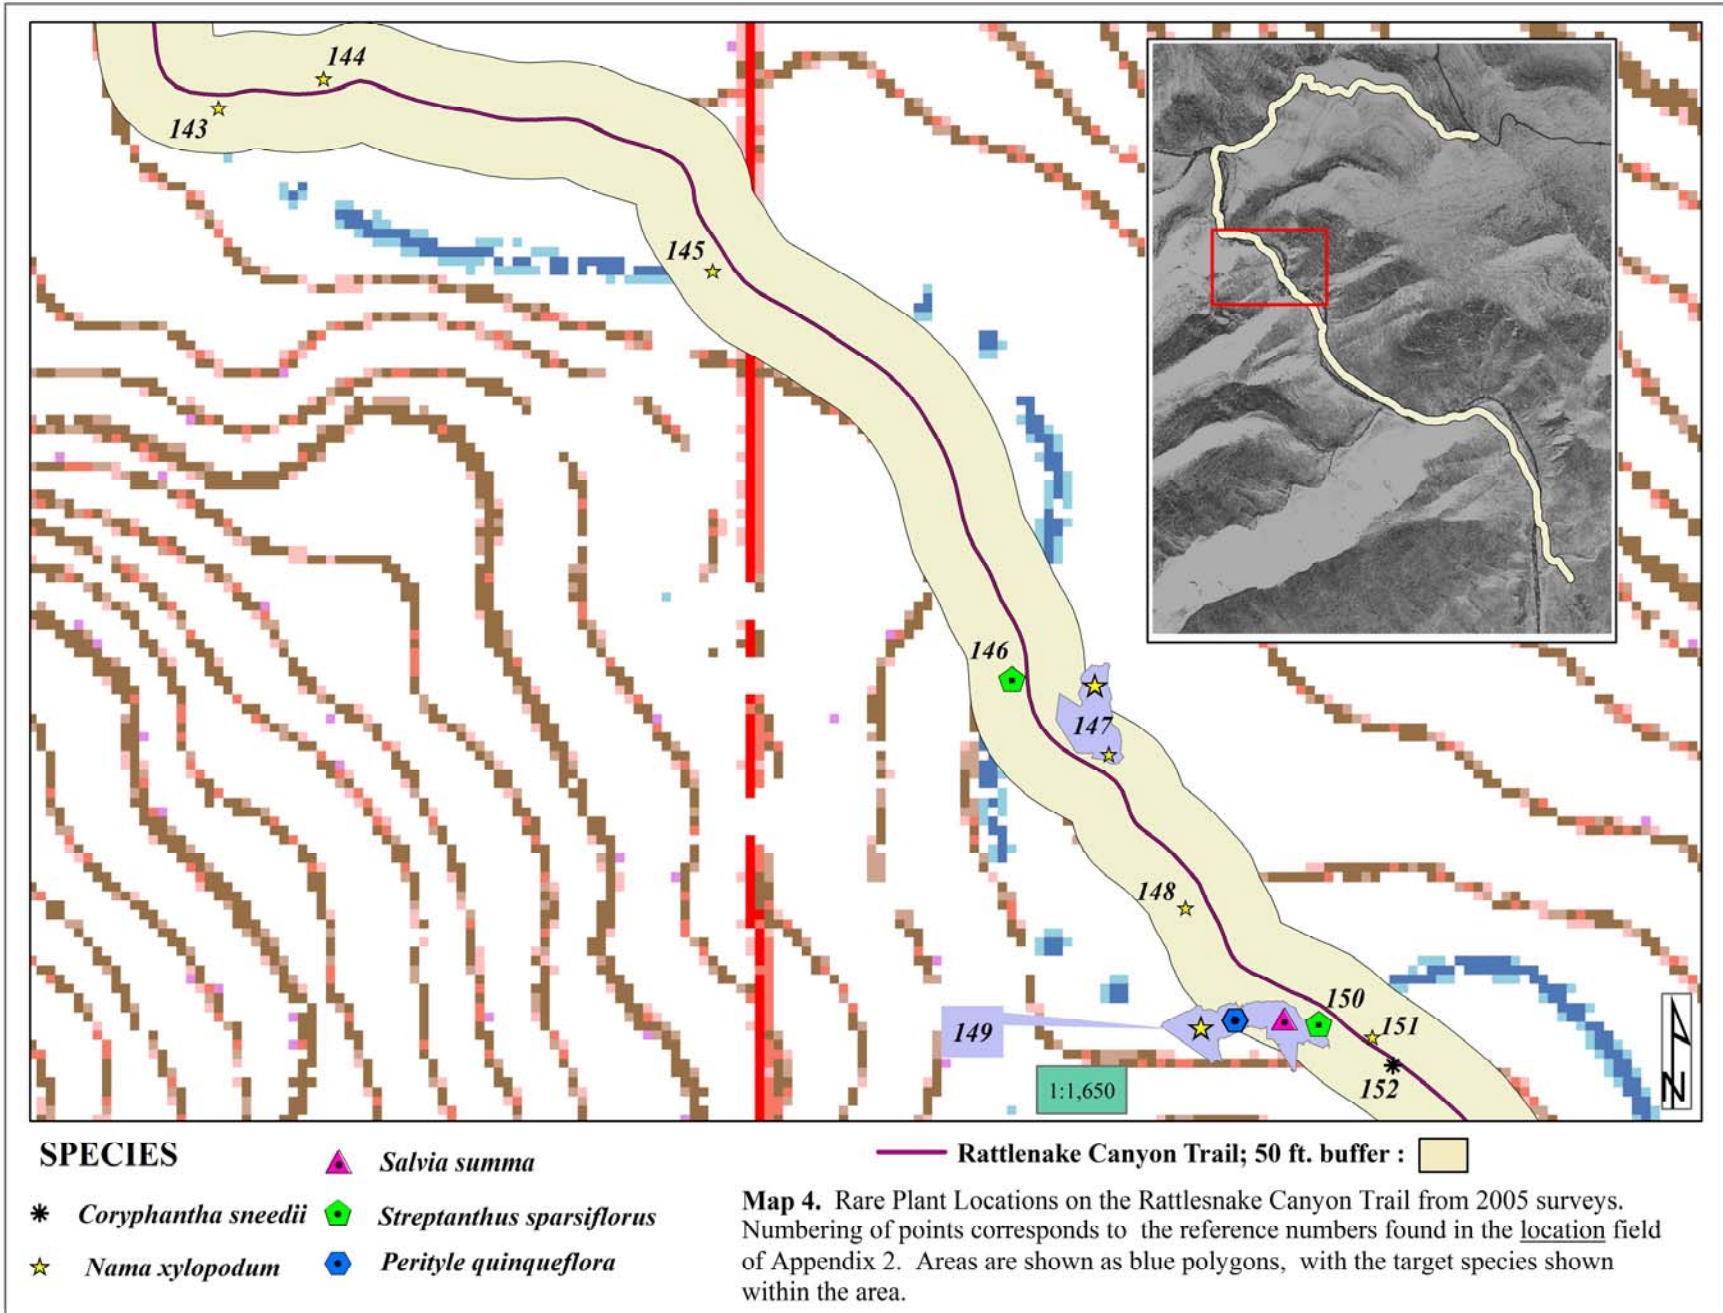 144
143
145
146
147
148
149
150
151
152
1:1,650
N
SPECIES
Coryphantha sneedii
Nama xylopodum
Salvia summa
Streptanthus sparsiflorus
Perityle quinqueflora
Rattlenake Canyon Trail; 50 ft. buffer :
Map 4. Rare Plant Locations on the Rattlesnake Canyon Trail from 2005 surveys.
Numbering of points corresponds to the reference numbers found in the location field
of Appendix 2. Areas are shown as blue polygons, with the target species shown
within the area.